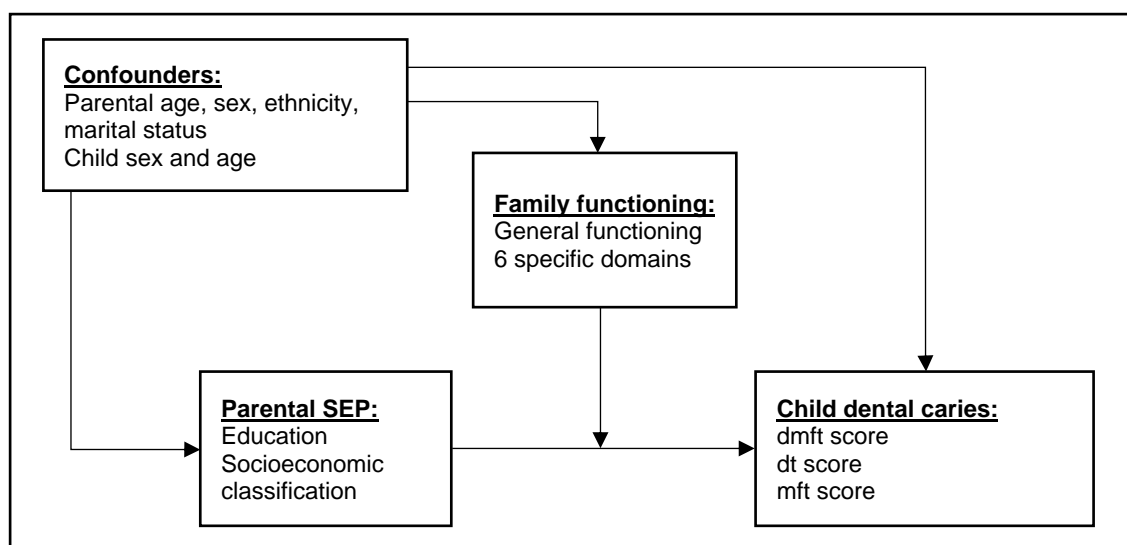 Confounders:
Parental age, sex, ethnicity,
marital status
Child sex and age
Family functioning:
General functioning
6 specific domains
Parental SEP:
Education
Socioeconomic
classification
Child dental caries:
dmft score
dt score
mft score